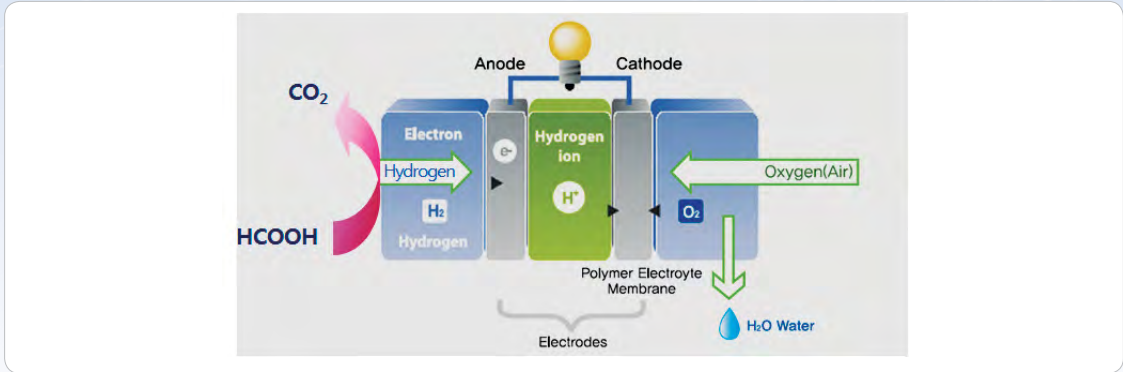 Anode
Cathode
CO₂
Electron
e-
Hydrogen
ion
Hydrogen
Oxygen(Air)
H₂
H⁺
O₂
HCOOH
Hydrogen
Polymer Electroyte
Membrane
H₂O Water
Electrodes